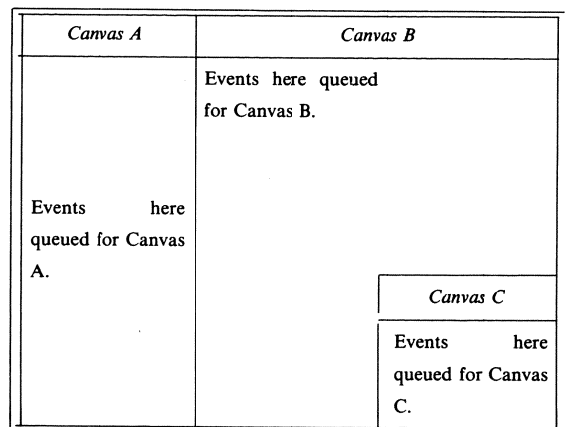 Canvas A
Canvas B
Events here queued
for Canvas B.
Events here
queued for Canvas
A.
Canvas C
Events here
queued for Canvas
C.